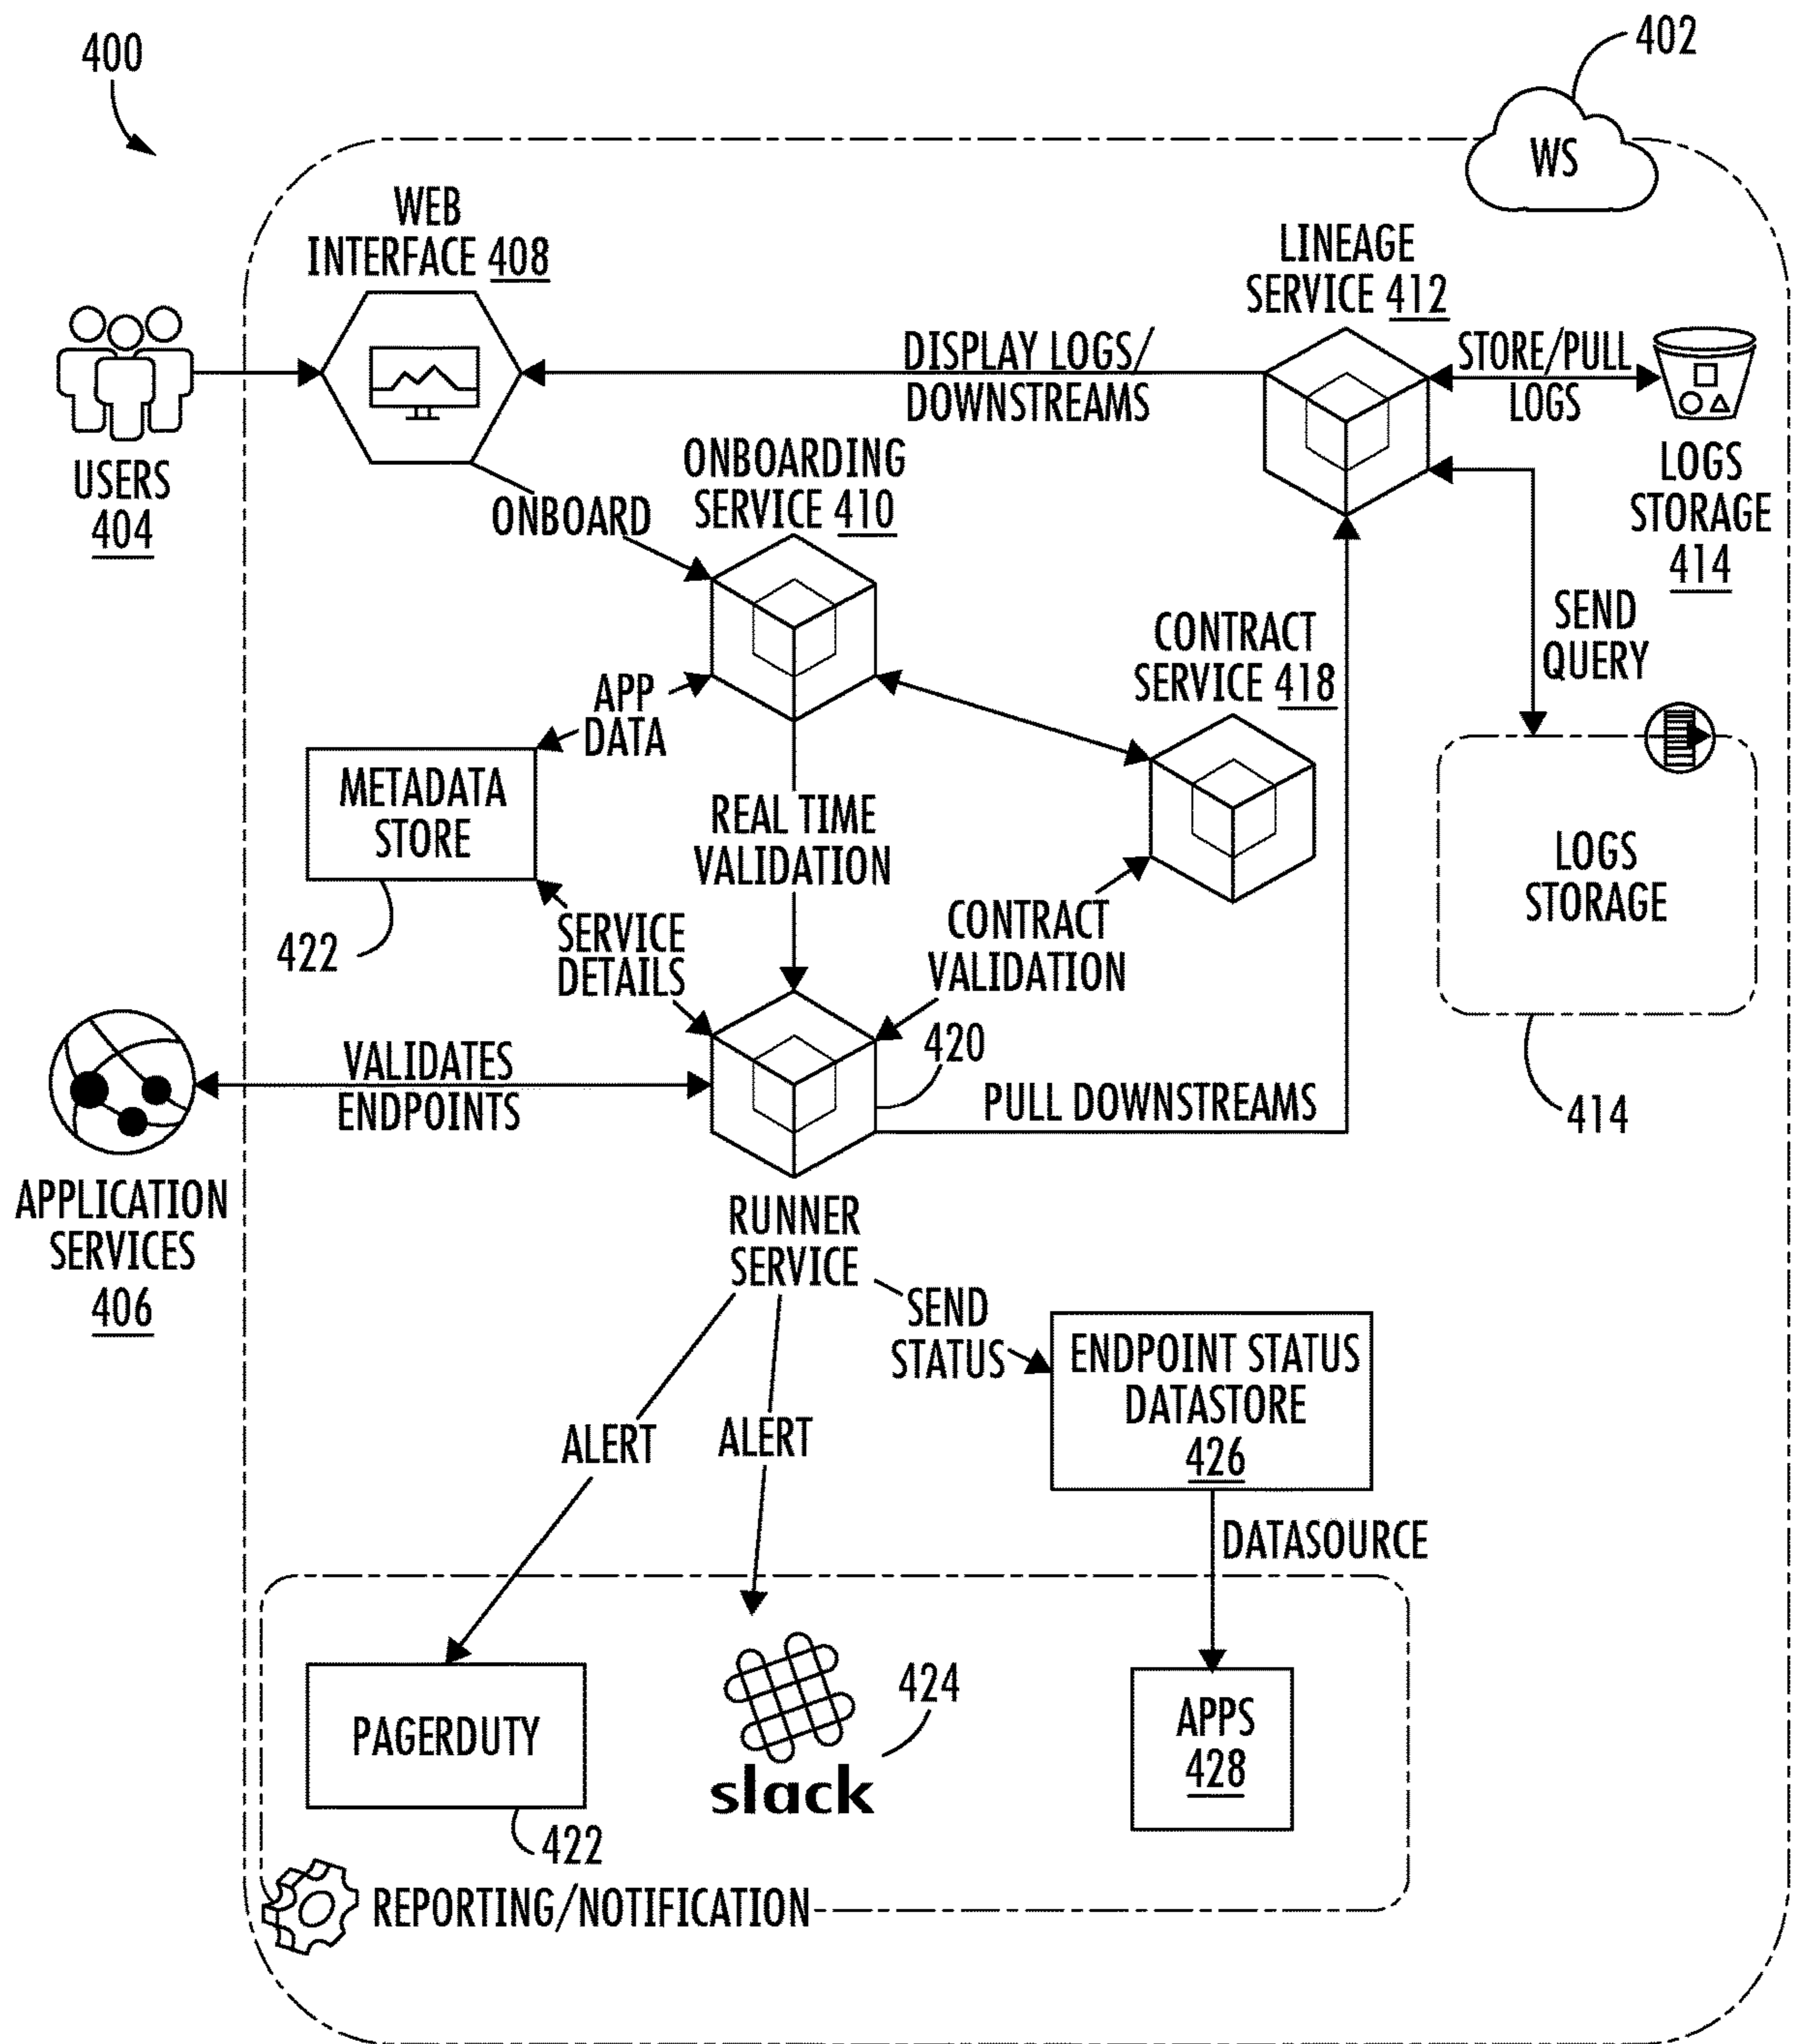 400
402
WS
WEB
INTERFACE 408
LINEAGE
SERVICE 412
DISPLAY LOGS/
DOWNSTREAMS
STORE/PULL
LOGS
USERS
404
ONBOARD
ONBOARDING
SERVICE 410
LOGS
STORAGE
414
SEND
QUERY
CONTRACT
SERVICE 418
APP
DATA
METADATA
STORE
422
REAL TIME
VALIDATION
LOGS
STORAGE
414
SERVICE
DETAILS
CONTRACT
VALIDATION
420
VALIDATES
ENDPOINTS
PULL DOWNSTREAMS
APPLICATION
SERVICES
406
RUNNER
SERVICE
SEND
STATUS
ENDPOINT STATUS
DATASTORE
426
ALERT
ALERT
DATASOURCE
PAGERDUTY
422
slack
424
APPS
428
REPORTING/NOTIFICATION